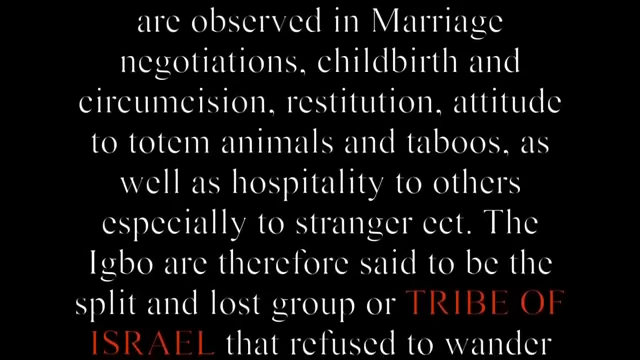 are observed in Marriage
negotiations, childbirth and
circumcision, restitution, attitude
to totem animals and taboos, as
well as hospitality to others
especially to stranger ect. The
Igbo are therefore said to be the
split and lost group or TRIBE OF
ISRAEL that refused to wander